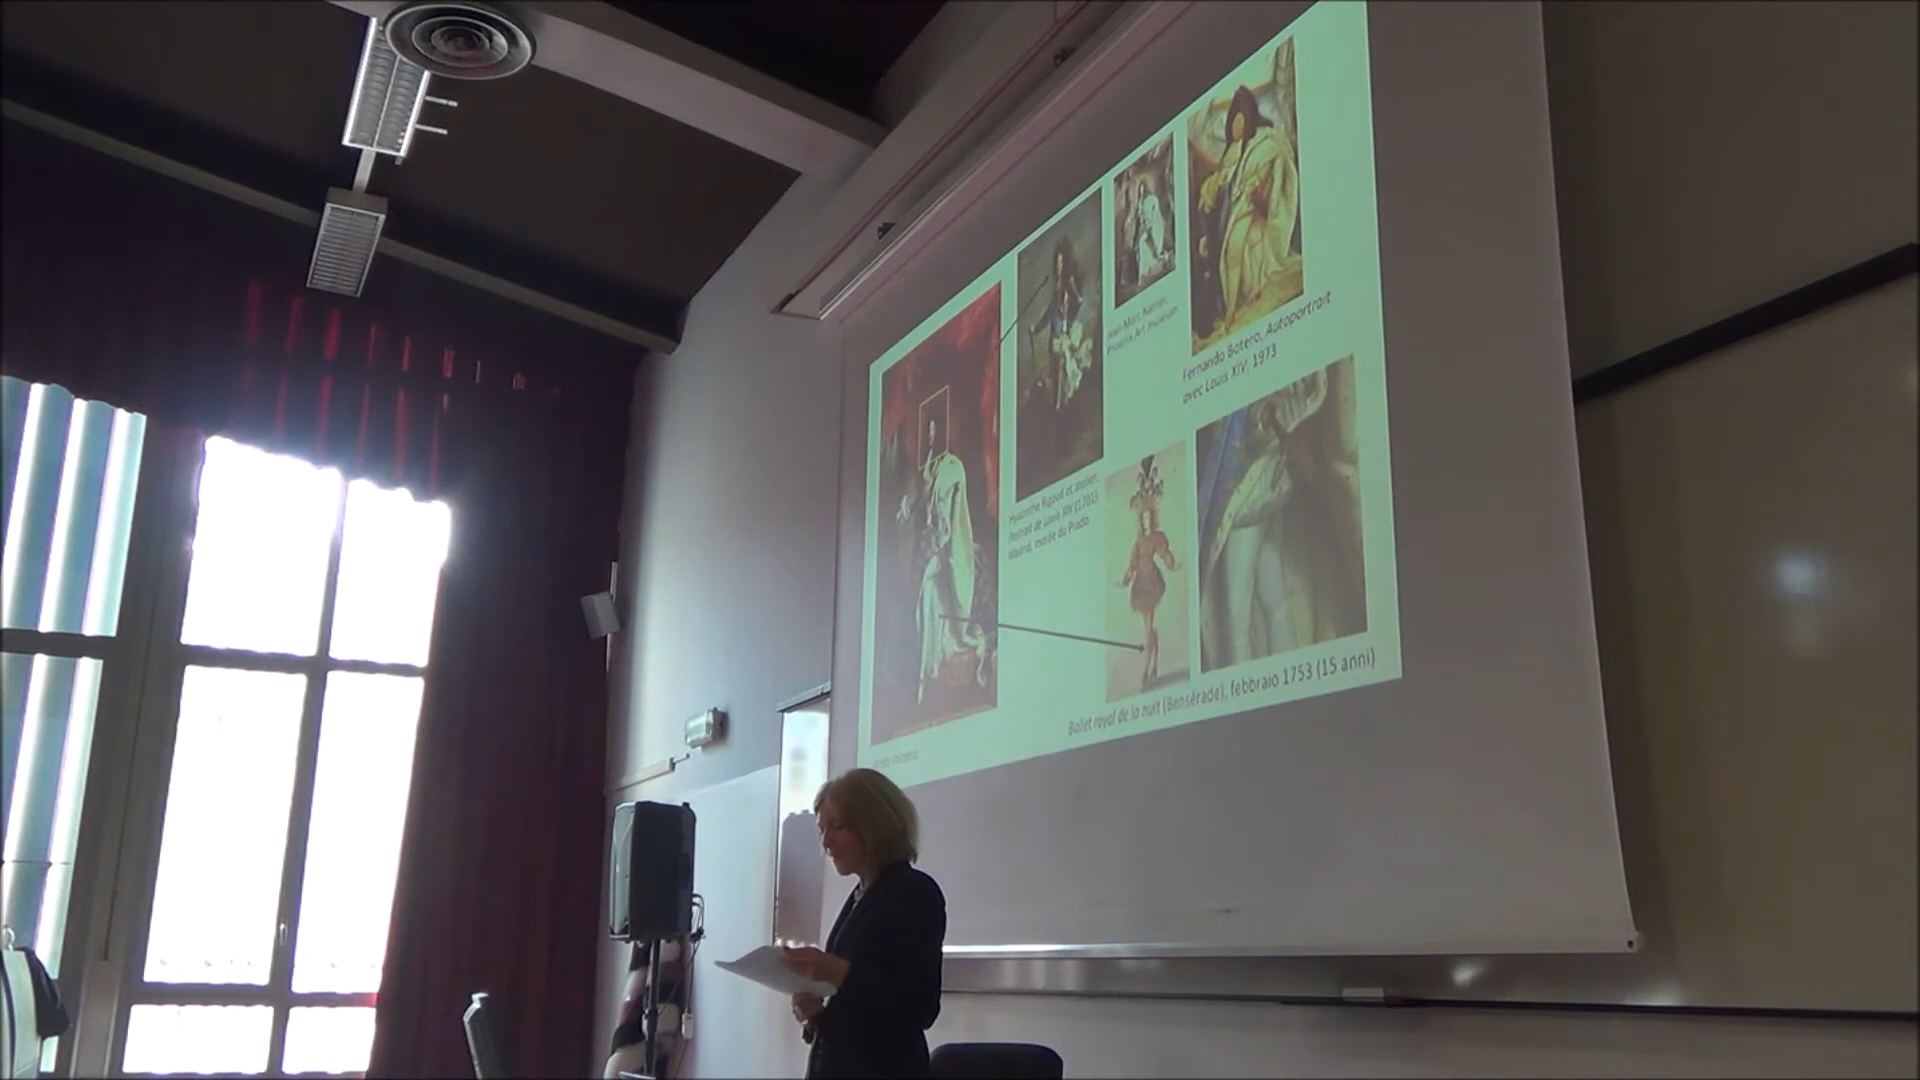 Jean-Marc Nattier,
Phoenix Art museum
Fernando Botero, Autoportrait
avec Louis XIV, 1973
Hyacinthe Rigaud et atelier,
Portrait de Louis XIV (1701),
Madrid, musée du Prado
Ballet royal de la nuit (Bensérade), febbraio 1753 (15 anni)